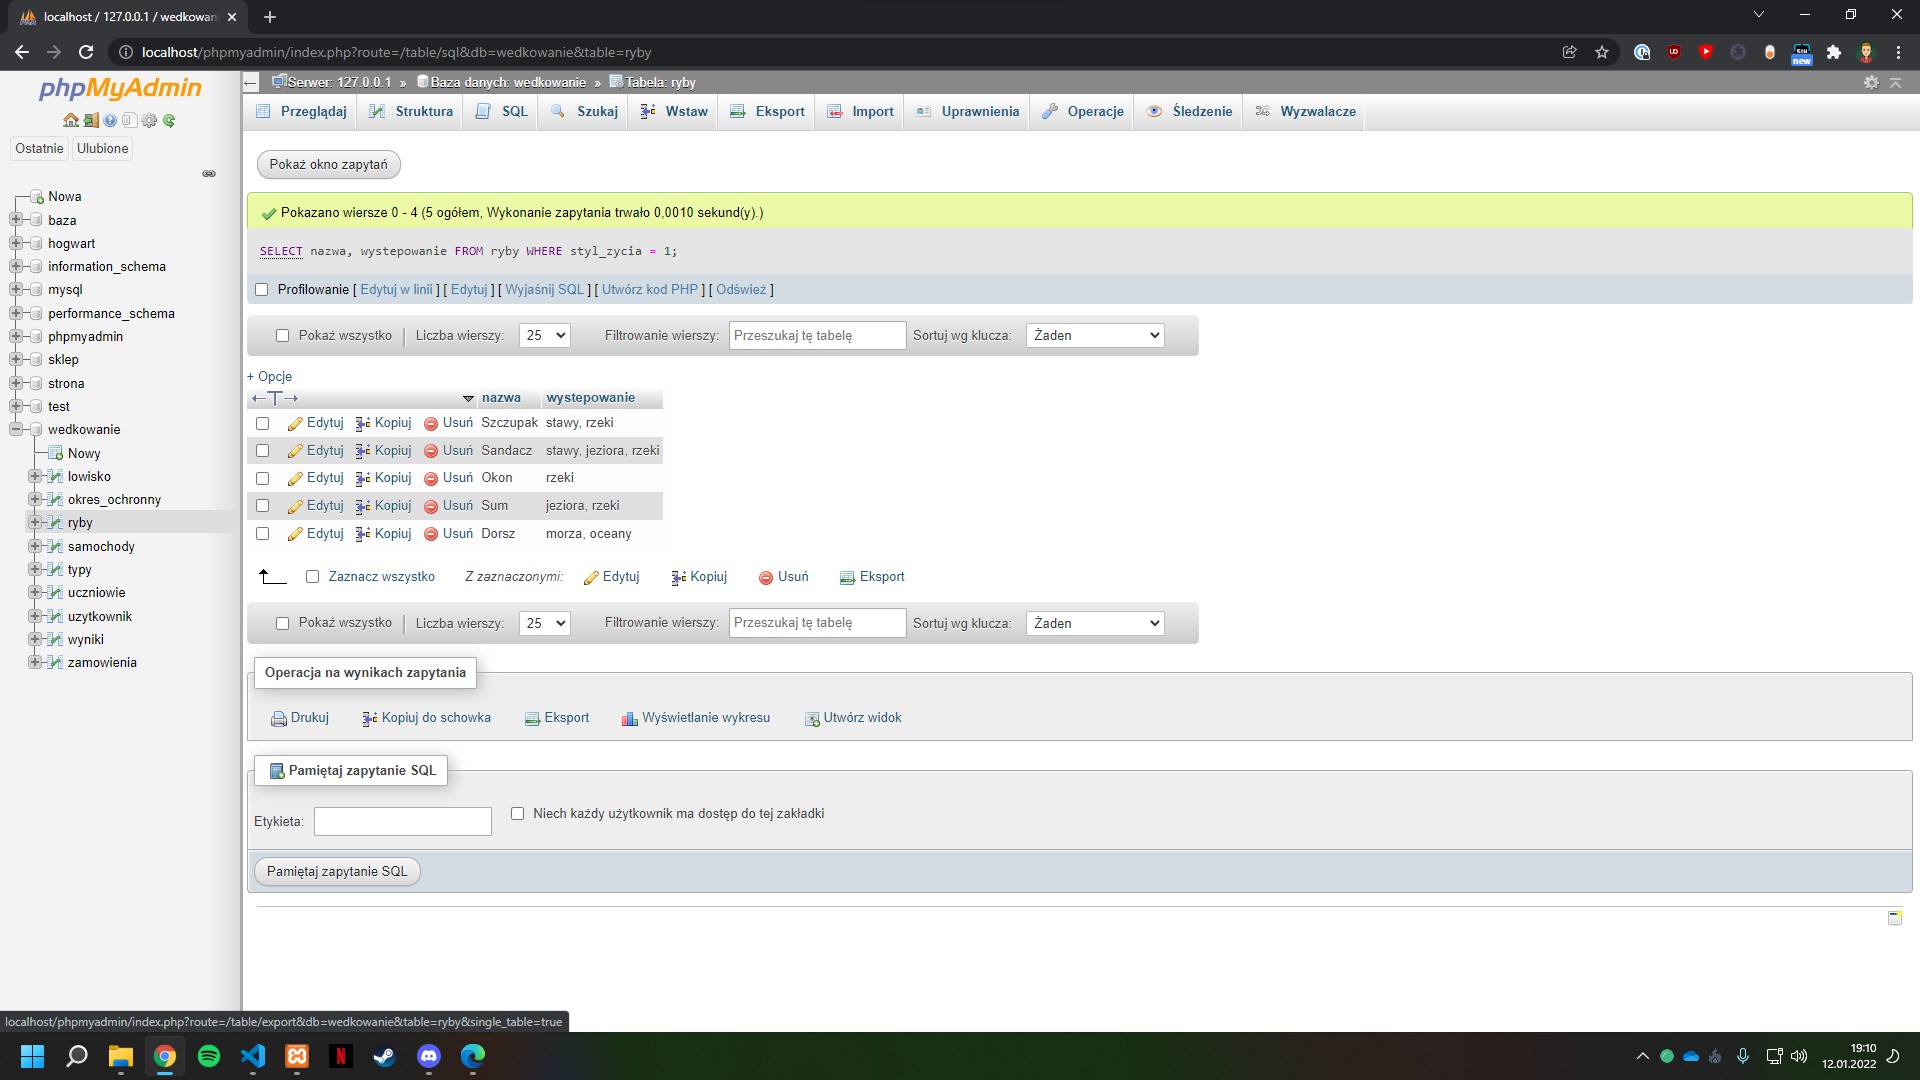 localhost / 127.0.0.1 / wedkowan
localhost/phpmyadmin/index.php?route=/table/sql&db=wedkowanie&table=ryby
new
phpMyAdmin
Ostatnie Ulubione
Nowa
baza
hogwart
information_schema
mysql
performance_schema
phpmyadmin
sklep
strona
test
wedkowanie
Nowy
lowisko
okres_ochronny
ryby
samochody
typy
uczniowie
uzytkownik
wyniki
zamowienia
Serwer: 127.0.0.1 » Baza danych: wedkowanie » Tabela: ryby
Przeglądaj Struktura SQL Szukaj Wstaw Eksport Import Uprawnienia Operacje Śledzenie Wyzwalacze
Pokaż okno zapytań
Pokazano wiersze 0 - 4 (5 ogółem, Wykonanie zapytania trwało 0,0010 sekund(y).)
SELECT nazwa, wystepowanie FROM ryby WHERE styl_zycia = 1;
Profilowanie [ Edytuj w linii ] [ Edytuj ] [ Wyjaśnij SQL ] [ Utwórz kod PHP ] [ Odśwież ]
Pokaż wszystko Liczba wierszy: 25 Filtrowanie wierszy: Przeszukaj tę tabelę Sortuj wg klucza: Żaden
+ Opcje
←T→ nazwa wystepowanie
Edytuj Kopiuj Usuń Szczupak stawy, rzeki
Edytuj Kopiuj Usuń Sandacz stawy, jeziora, rzeki
Edytuj Kopiuj Usuń Okon rzeki
Edytuj Kopiuj Usuń Sum jeziora, rzeki
Edytuj Kopiuj Usuń Dorsz morza, oceany
Zaznacz wszystko Z zaznaczonymi: Edytuj Kopiuj Usuń Eksport
Pokaż wszystko Liczba wierszy: 25 Filtrowanie wierszy: Przeszukaj tę tabelę Sortuj wg klucza: Żaden
Operacja na wynikach zapytania
Drukuj Kopiuj do schowka Eksport Wyświetlanie wykresu Utwórz widok
Pamiętaj zapytanie SQL
Etykieta: Niech każdy użytkownik ma dostęp do tej zakładki
Pamiętaj zapytanie SQL
localhost/phpmyadmin/index.php?route=/table/export&db=wedkowanie&table=ryby&single_table=true
19:10
12.01.2022